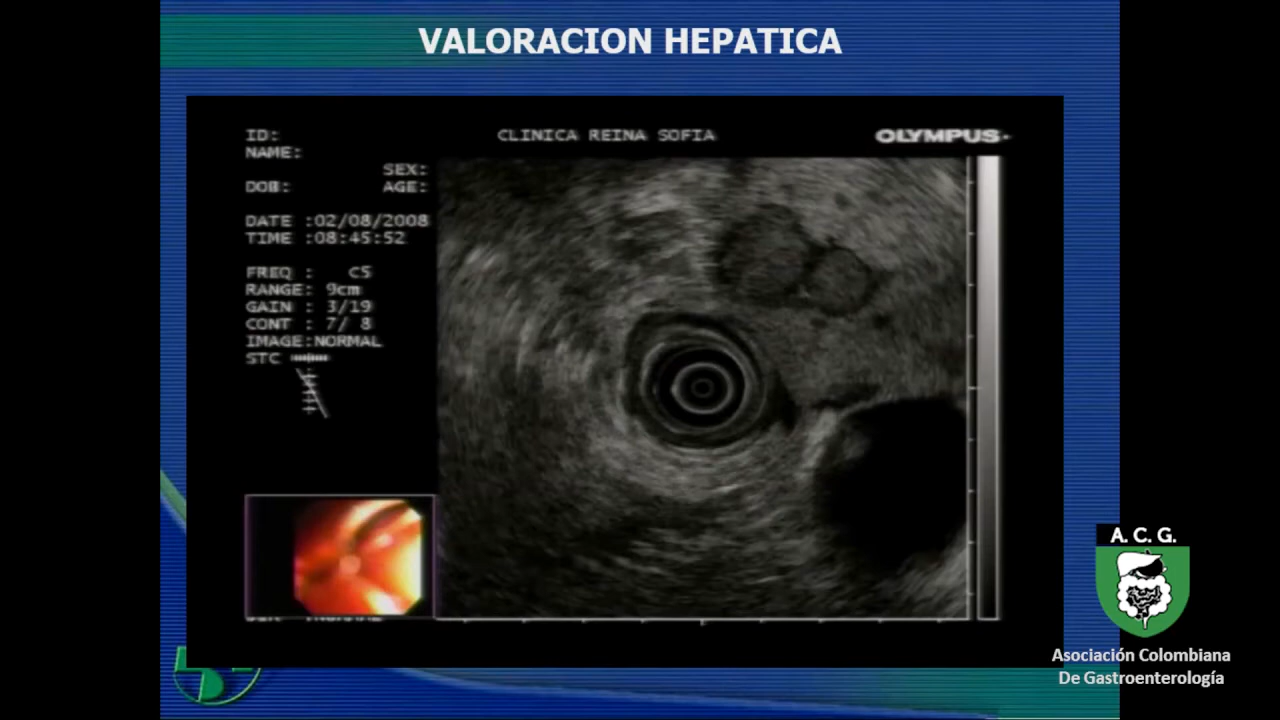 VALORACION HEPATICA
ID:
CLINICA REINA SOFIA
OLYMPUS
NAME:
SEX:
DOB:
AGE:
DATE :02/08/2008
TIME :08:45:52
FREQ : C5
RANGE: 9cm
GAIN : 3/19
CONT : 7/ 8
IMAGE:NORMAL
STC
A. C. G.
Asociación Colombiana
De Gastroenterología